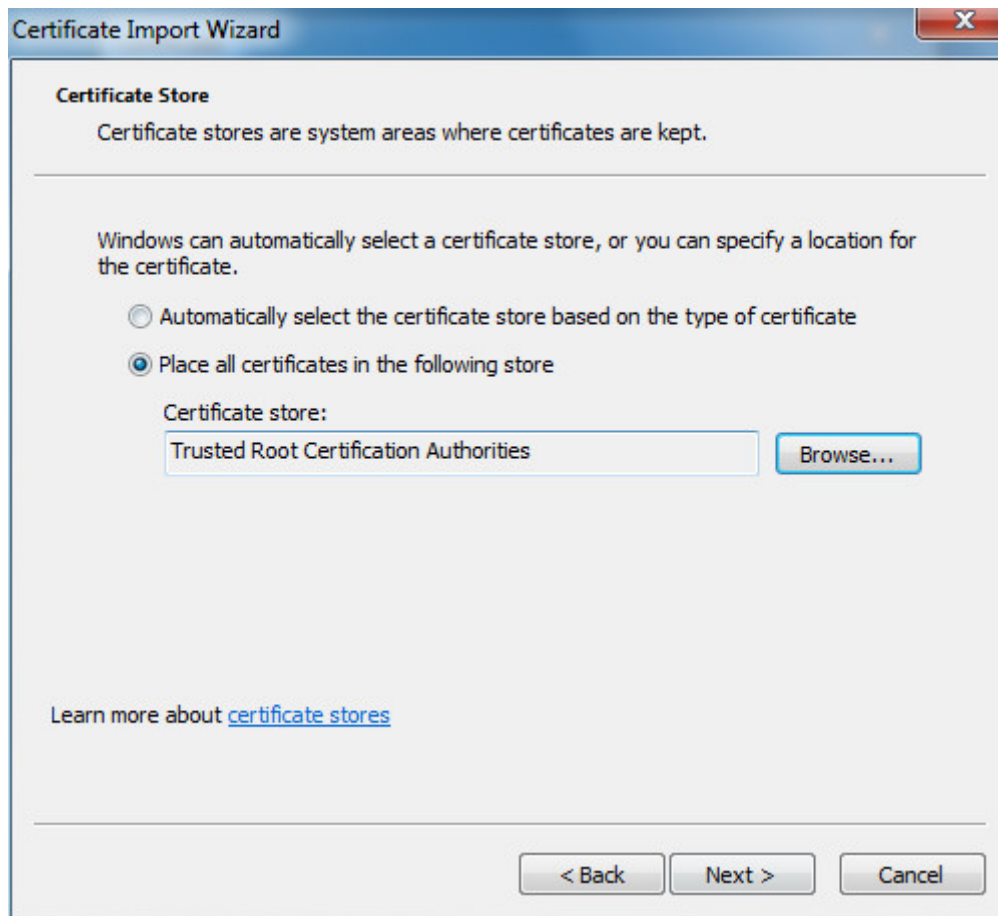 Certificate Import Wizard
Certificate Store
Certificate stores are system areas where certificates are kept.
Windows can automatically select a certificate store, or you can specify a location for
the certificate.
Automatically select the certificate store based on the type of certificate
Place all certificates in the following store
Certificate store:
Trusted Root Certification Authorities
Browse...
Learn more about certificate stores
< Back
Next >
Cancel